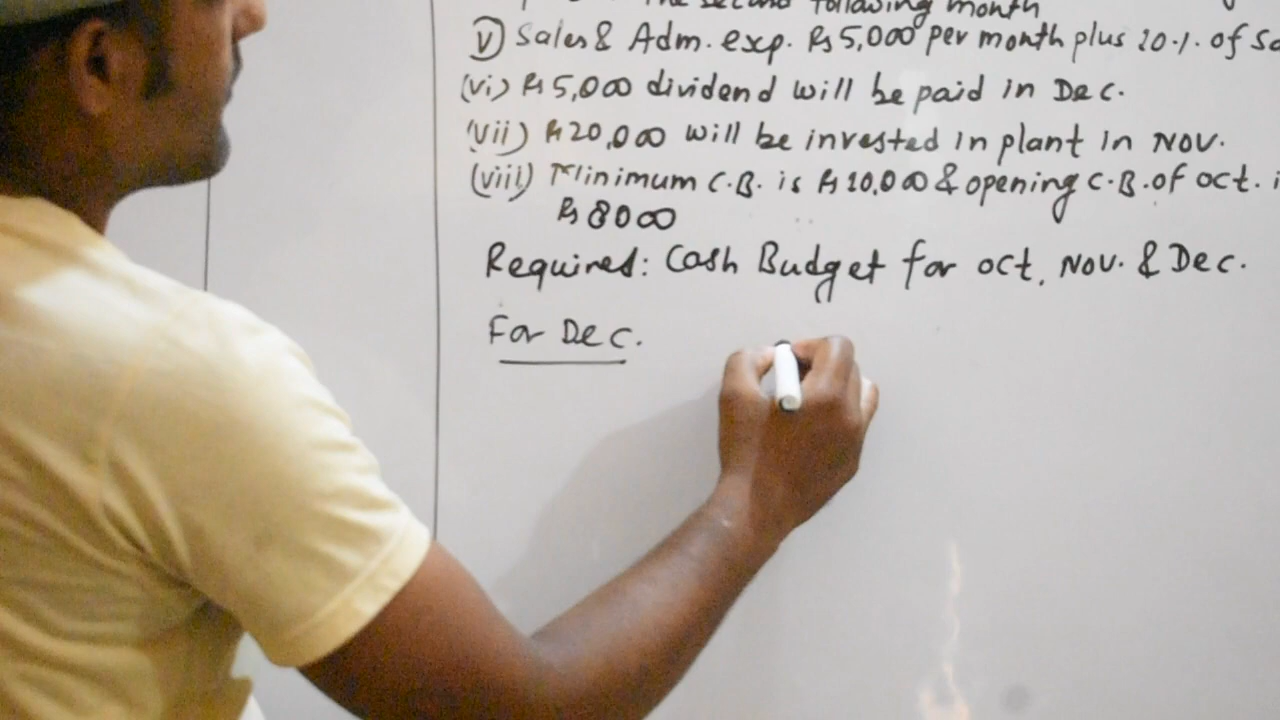 The second following month
(v) Sales & Adm. exp. Rs 5,000 per month plus 20% of Sa
(vi) Rs 5,000 dividend will be paid in Dec.
(vii) Rs 20,000 will be invested in plant in NOV.
(viii) Minimum C.B. is Rs 10,000 & opening C.B. of oct. i
Rs 8000
Required: Cash Budget for oct, Nov. & Dec.
For Dec.